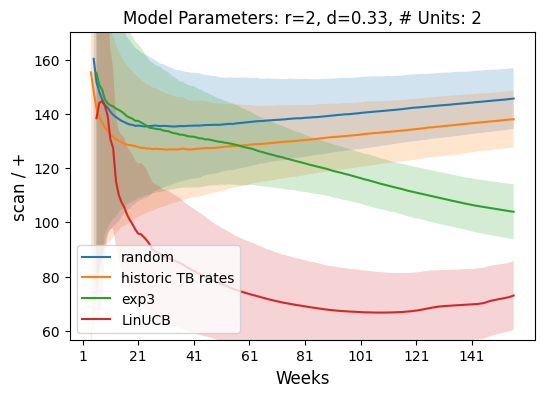 Model Parameters: r=2, d=0.33, # Units: 2
scan / +
160
140
120
100
80
60
random
historic TB rates
exp3
LinUCB
1 21 41 61 81 101 121 141
Weeks